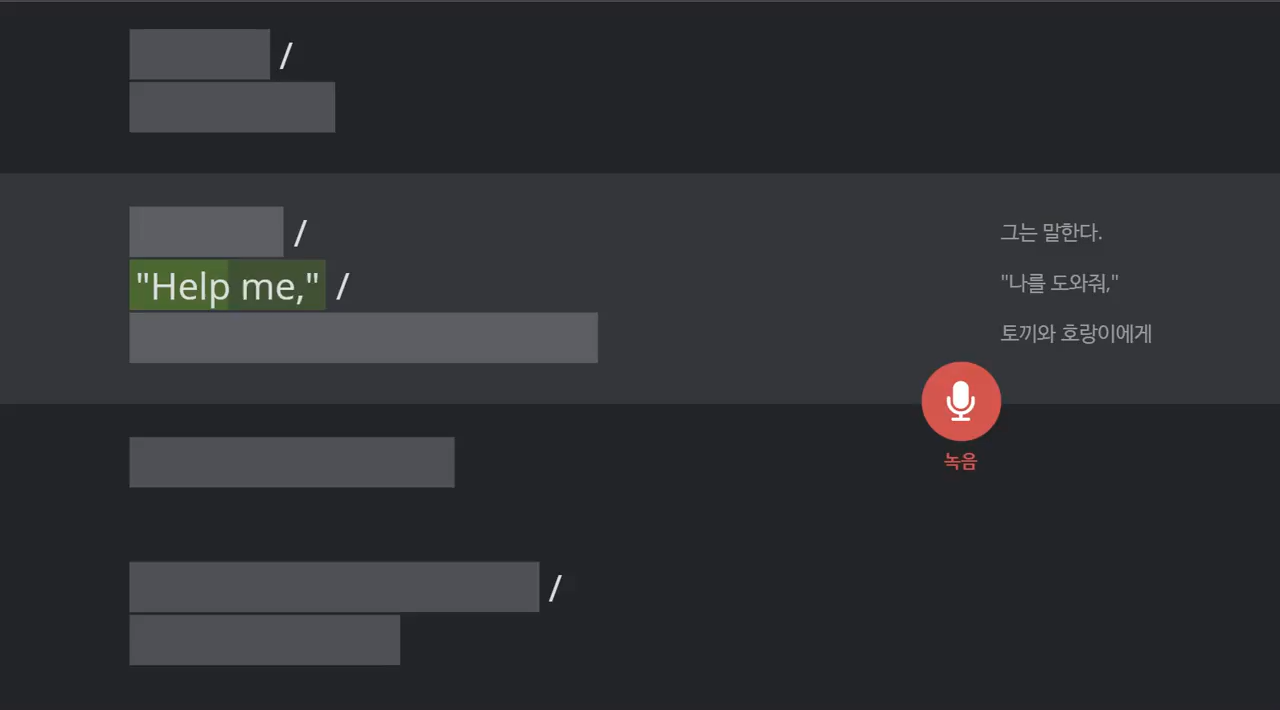 /
/
"Help me," /
그는 말한다.
"나를 도와줘,"
토끼와 호랑이에게
녹음
/